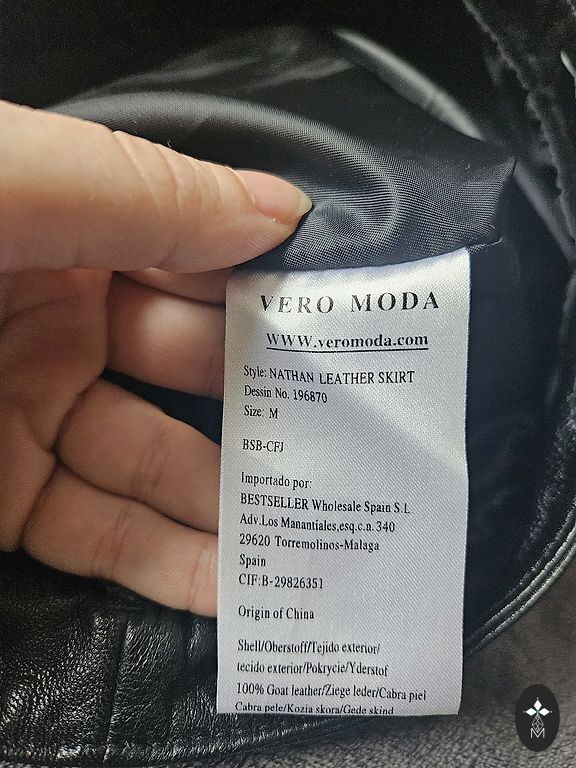 VERO MODA
WWW.veromoda.com
Style: NATHAN LEATHER SKIRT
Dessin No. 196870
Size: M
BSB-CFJ
Importado por:
BESTSELLER Wholesale Spain S.L
Adv.Los Manantiales,esq.c.n.340
29620 Torremolinos-Malaga
Spain
CIF:B-29826351
Origin of China
Shell/Oberstoff/Tejido exterior/
tecido exterior/Pokrycie/Yderstof
100% Goat leather/Ziege leder/Cabra piel
Cabra pele/Kozia skora/Gede skind
M